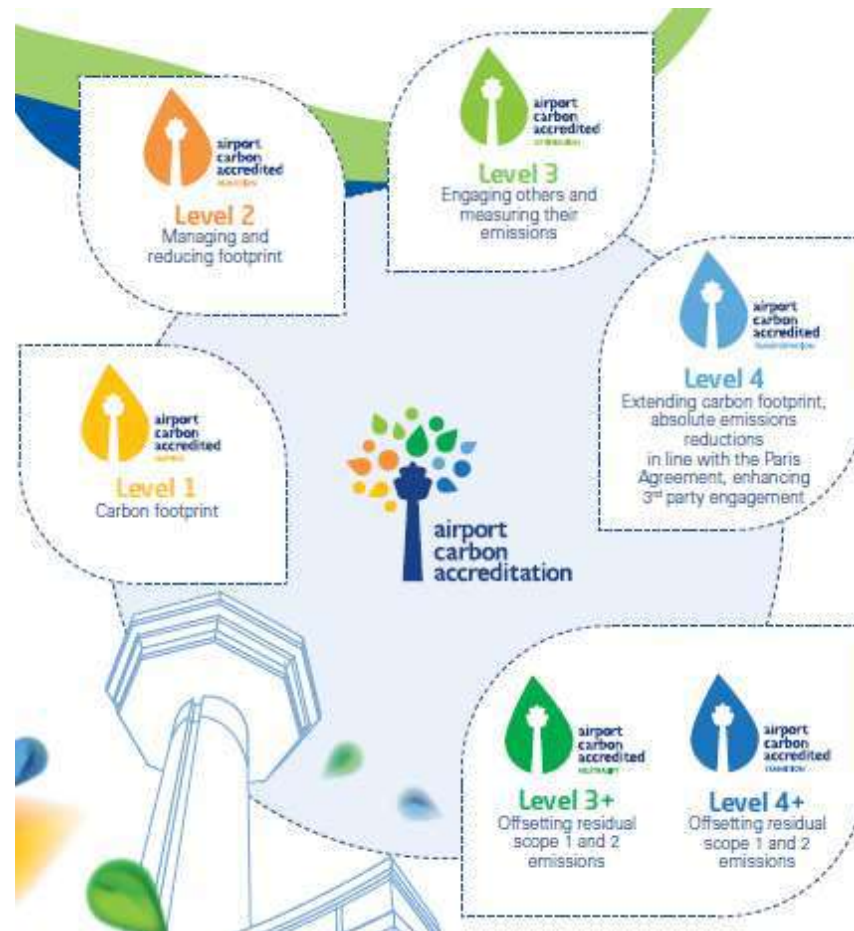 airport
carbon
accredited
Level 1
Carbon footprint
airport
carbon
accredited
Level 2
Managing and
reducing footprint
airport
carbon
accredited
Level 3
Engaging others and
measuring their
emissions
airport
carbon
accredited
Level 4
Extending carbon footprint,
absolute emissions
reductions
in line with the Paris
Agreement, enhancing
3rd party engagement
airport
carbon
accreditation
airport
carbon
accredited
Level 3+
Offsetting residual
scope 1 and 2
emissions
airport
carbon
accredited
Level 4+
Offsetting residual
scope 1 and 2
emissions